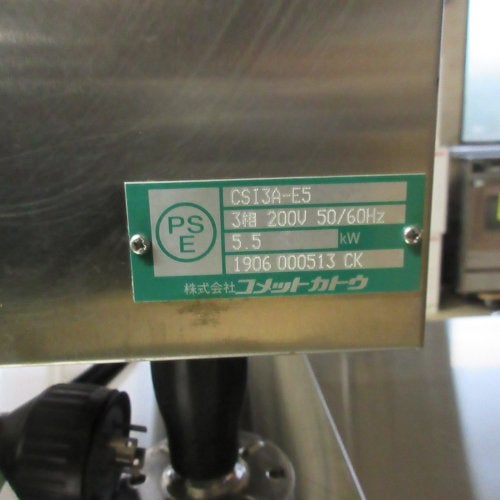 PS
E
CSI3A-E5
3相 200V 50/60Hz
5.5 kW
1906 000513 CK
株式会社 コメットカトウ